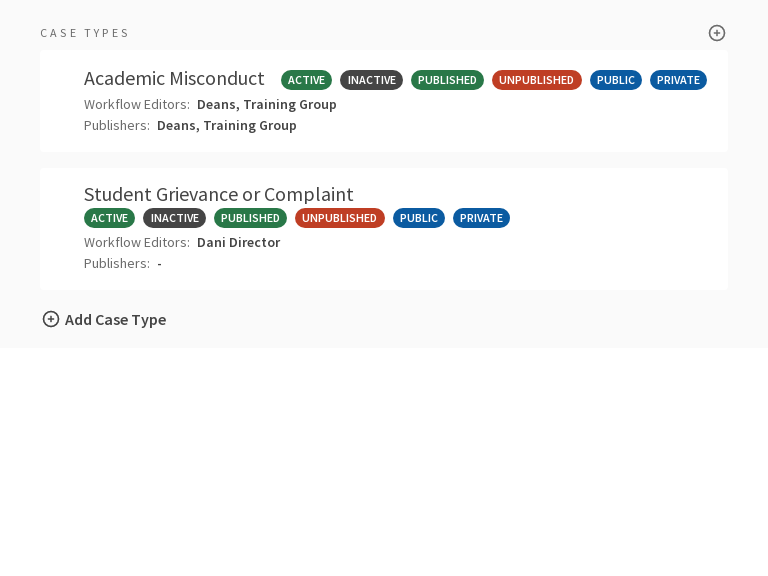 CASE TYPES
Academic Misconduct ACTIVE INACTIVE PUBLISHED UNPUBLISHED PUBLIC PRIVATE
Workflow Editors: Deans, Training Group
Publishers: Deans, Training Group
Student Grievance or Complaint
ACTIVE INACTIVE PUBLISHED UNPUBLISHED PUBLIC PRIVATE
Workflow Editors: Dani Director
Publishers: -
Add Case Type